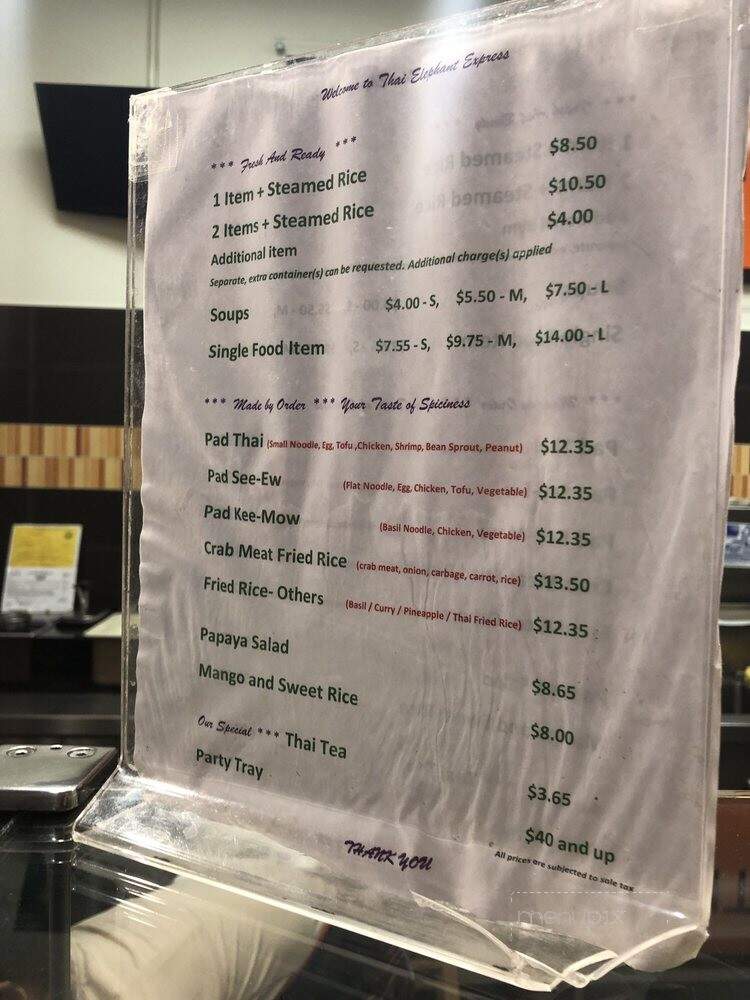 Welcome to Thai Elephant Express
*** Fresh And Ready ***
1 Item + Steamed Rice $8.50
2 Items + Steamed Rice $10.50
Additional item $4.00
Separate, extra container(s) can be requested. Additional charge(s) applied
Soups $4.00 - S, $5.50 - M, $7.50 - L
Single Food Item $7.55 - S, $9.75 - M, $14.00 - L
*** Made by Order *** Your Taste of Spiciness
Pad Thai (Small Noodle, Egg, Tofu ,Chicken, Shrimp, Bean Sprout, Peanut) $12.35
Pad See-Ew (Flat Noodle, Egg, Chicken, Tofu, Vegetable) $12.35
Pad Kee-Mow (Basil Noodle, Chicken, Vegetable) $12.35
Crab Meat Fried Rice (crab meat, onion, carbage, carrot, rice) $13.50
Fried Rice- Others (Basil / Curry / Pineapple / Thai Fried Rice) $12.35
Papaya Salad $8.65
Mango and Sweet Rice $8.00
Our Special *** Thai Tea $3.65
Party Tray $40 and up
THANK YOU
* All prices are subjected to sale tax
menupix